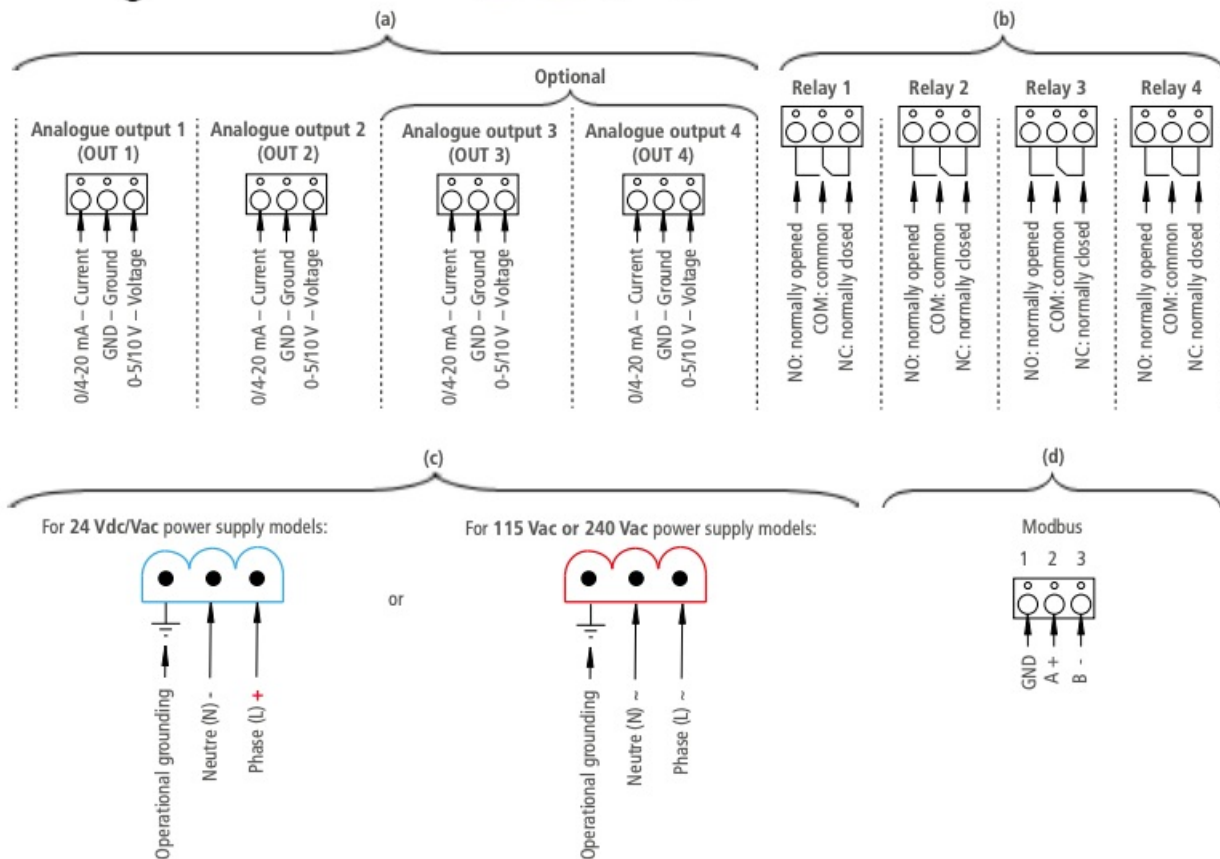 (a)
(b)
Optional
Analogue output 1
(OUT 1)
0/4-20 mA – Current
GND – Ground
0-5/10 V – Voltage
Analogue output 2
(OUT 2)
0/4-20 mA – Current
GND – Ground
0-5/10 V – Voltage
Analogue output 3
(OUT 3)
0/4-20 mA – Current
GND – Ground
0-5/10 V – Voltage
Analogue output 4
(OUT 4)
0/4-20 mA – Current
GND – Ground
0-5/10 V – Voltage
Relay 1
NO: normally opened
COM: common
NC: normally closed
Relay 2
NO: normally opened
COM: common
NC: normally closed
Relay 3
NO: normally opened
COM: common
NC: normally closed
Relay 4
NO: normally opened
COM: common
NC: normally closed
(c)
For 24 Vdc/Vac power supply models:
Operational grounding
Neutre (N) -
Phase (L) +
or
For 115 Vac or 240 Vac power supply models:
Operational grounding
Neutre (N) ~
Phase (L) ~
(d)
Modbus
1 2 3
GND
A +
B -